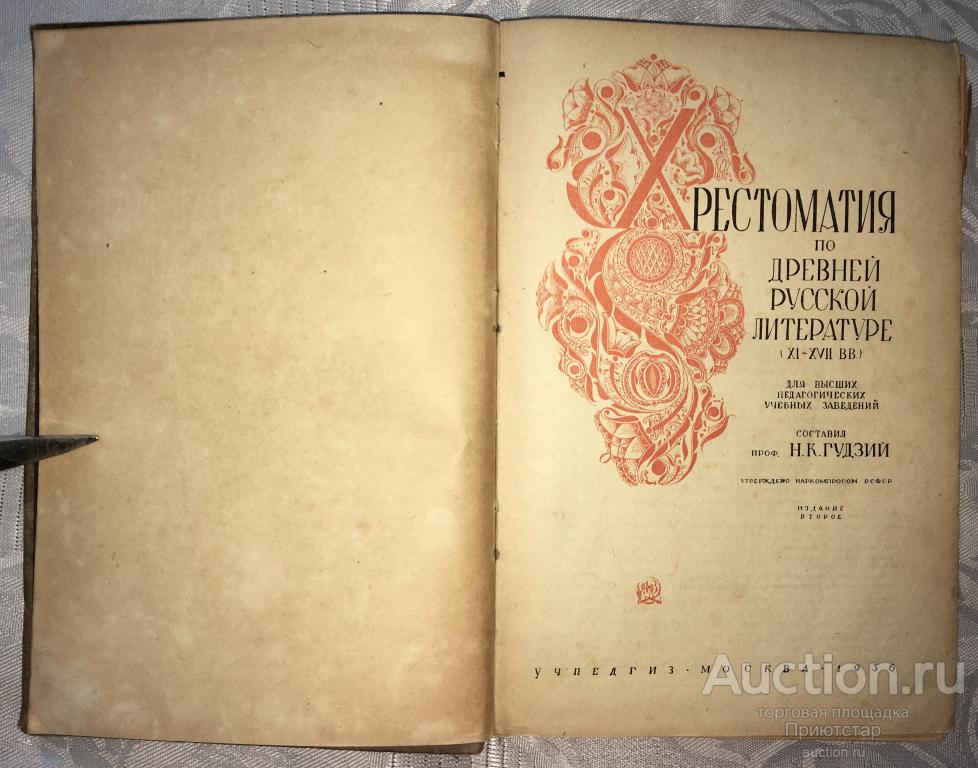 ХРЕСТОМАТИЯ
ПО
ДРЕВНЕЙ
РУССКОЙ
ЛИТЕРАТУРЕ
(XI–XVII ВВ.)
ДЛЯ ВЫСШИХ
ПЕДАГОГИЧЕСКИХ
УЧЕБНЫХ ЗАВЕДЕНИЙ
СОСТАВИЛ
ПРОФ. Н.К.ГУДЗИЙ
УТВЕРЖДЕНО НАРКОМПРОСОМ РСФСР
ИЗДАНИЕ
ВТОРОЕ
УЧПЕДГИЗ · МОСКВА · 1936
Auction.ru
торговая площадка
Приютстар
auction.ru